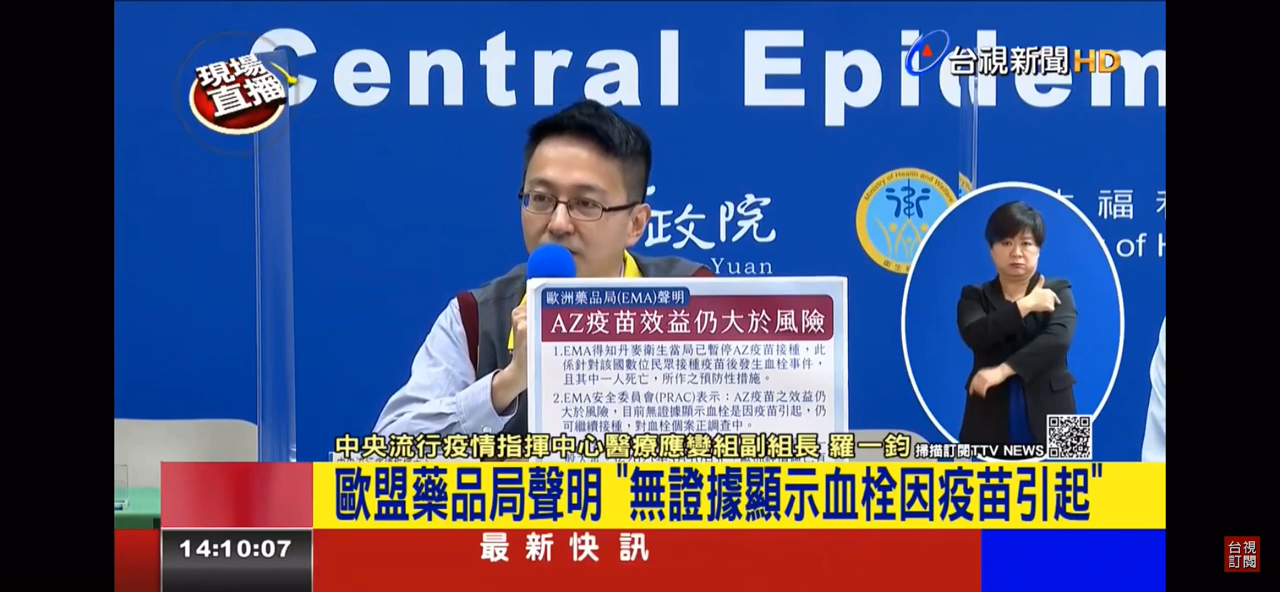 Central Epidem
現場
直播
台視新聞HD
政院
Yuan
Ministry of Health and Welfare
福
of H
歐洲藥品局(EMA)聲明
AZ疫苗效益仍大於風險
1.EMA得知丹麥衛生當局已暫停AZ疫苗接種，此
係針對該國數位民眾接種疫苗後發生血栓事件，
且其中一人死亡，所作之預防性措施。
2.EMA安全委員會(PRAC)表示：AZ疫苗之效益仍
大於風險，目前無證據顯示血栓是因疫苗引起，仍
可繼續接種，對血栓個案正調查中。
中央流行疫情指揮中心醫療應變組副組長 羅一鈞
掃描訂閱TTV NEWS
歐盟藥品局聲明 "無證據顯示血栓因疫苗引起"
14:10:07
最新快訊
台視
訂閱